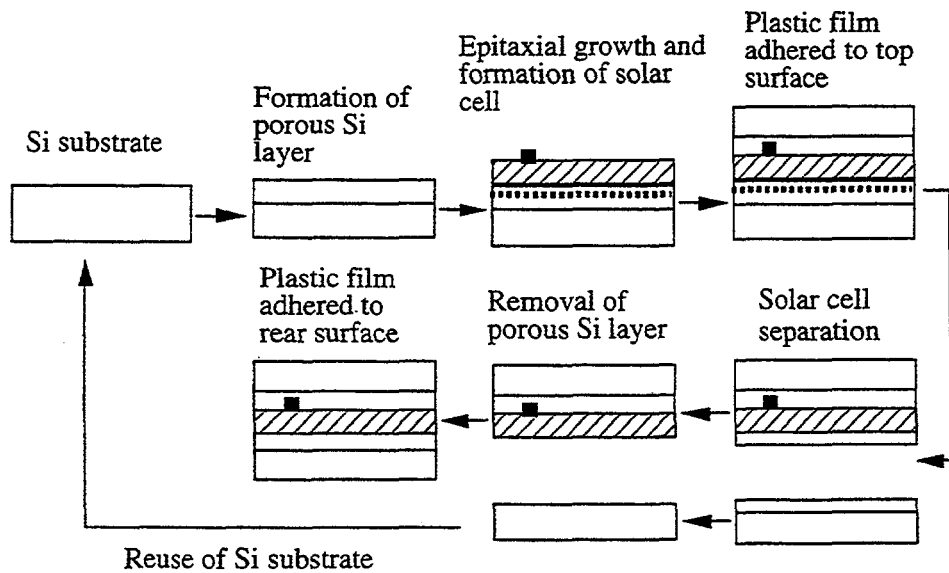 Si substrate
Formation of
porous Si
layer
Epitaxial growth and
formation of solar
cell
Plastic film
adhered to top
surface
Solar cell
separation
Removal of
porous Si layer
Plastic film
adhered to
rear surface
Reuse of Si substrate